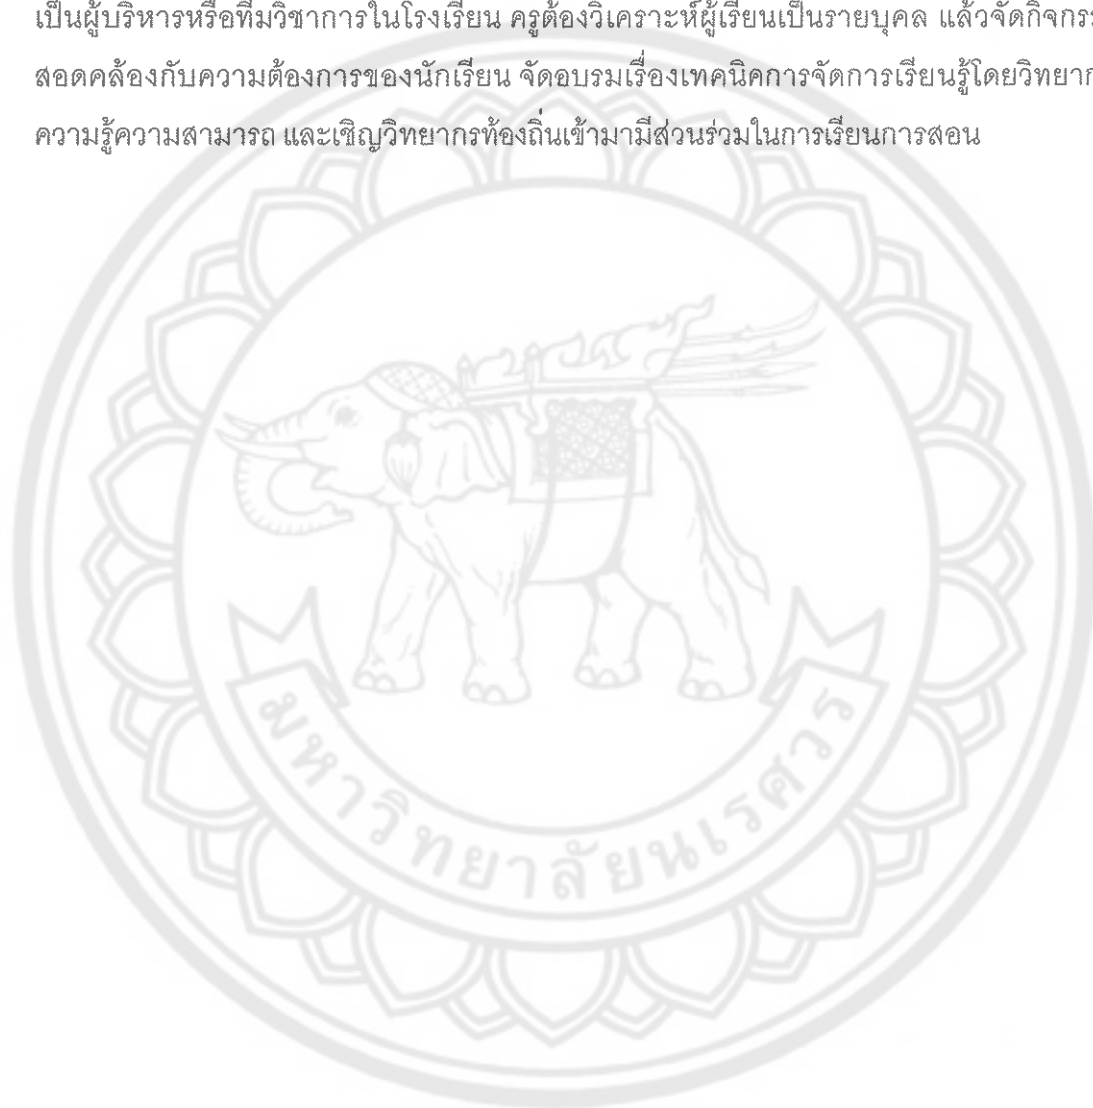 เป็นผู้บริหารหรือทีมวิชาการในโรงเรียน ครูต้องวิเคราะห์ผู้เรียนเป็นรายบุคคล แล้วจัดกิจกรร
สอดคล้องกับความต้องการของนักเรียน จัดอบรมเรื่องเทคนิคการจัดการเรียนรู้โดยวิทยาก
ความรู้ความสามารถ และเชิญวิทยากรท้องถิ่นเข้ามามีส่วนร่วมในการเรียนการสอน
มหาวิทยาลัยนเรศวร